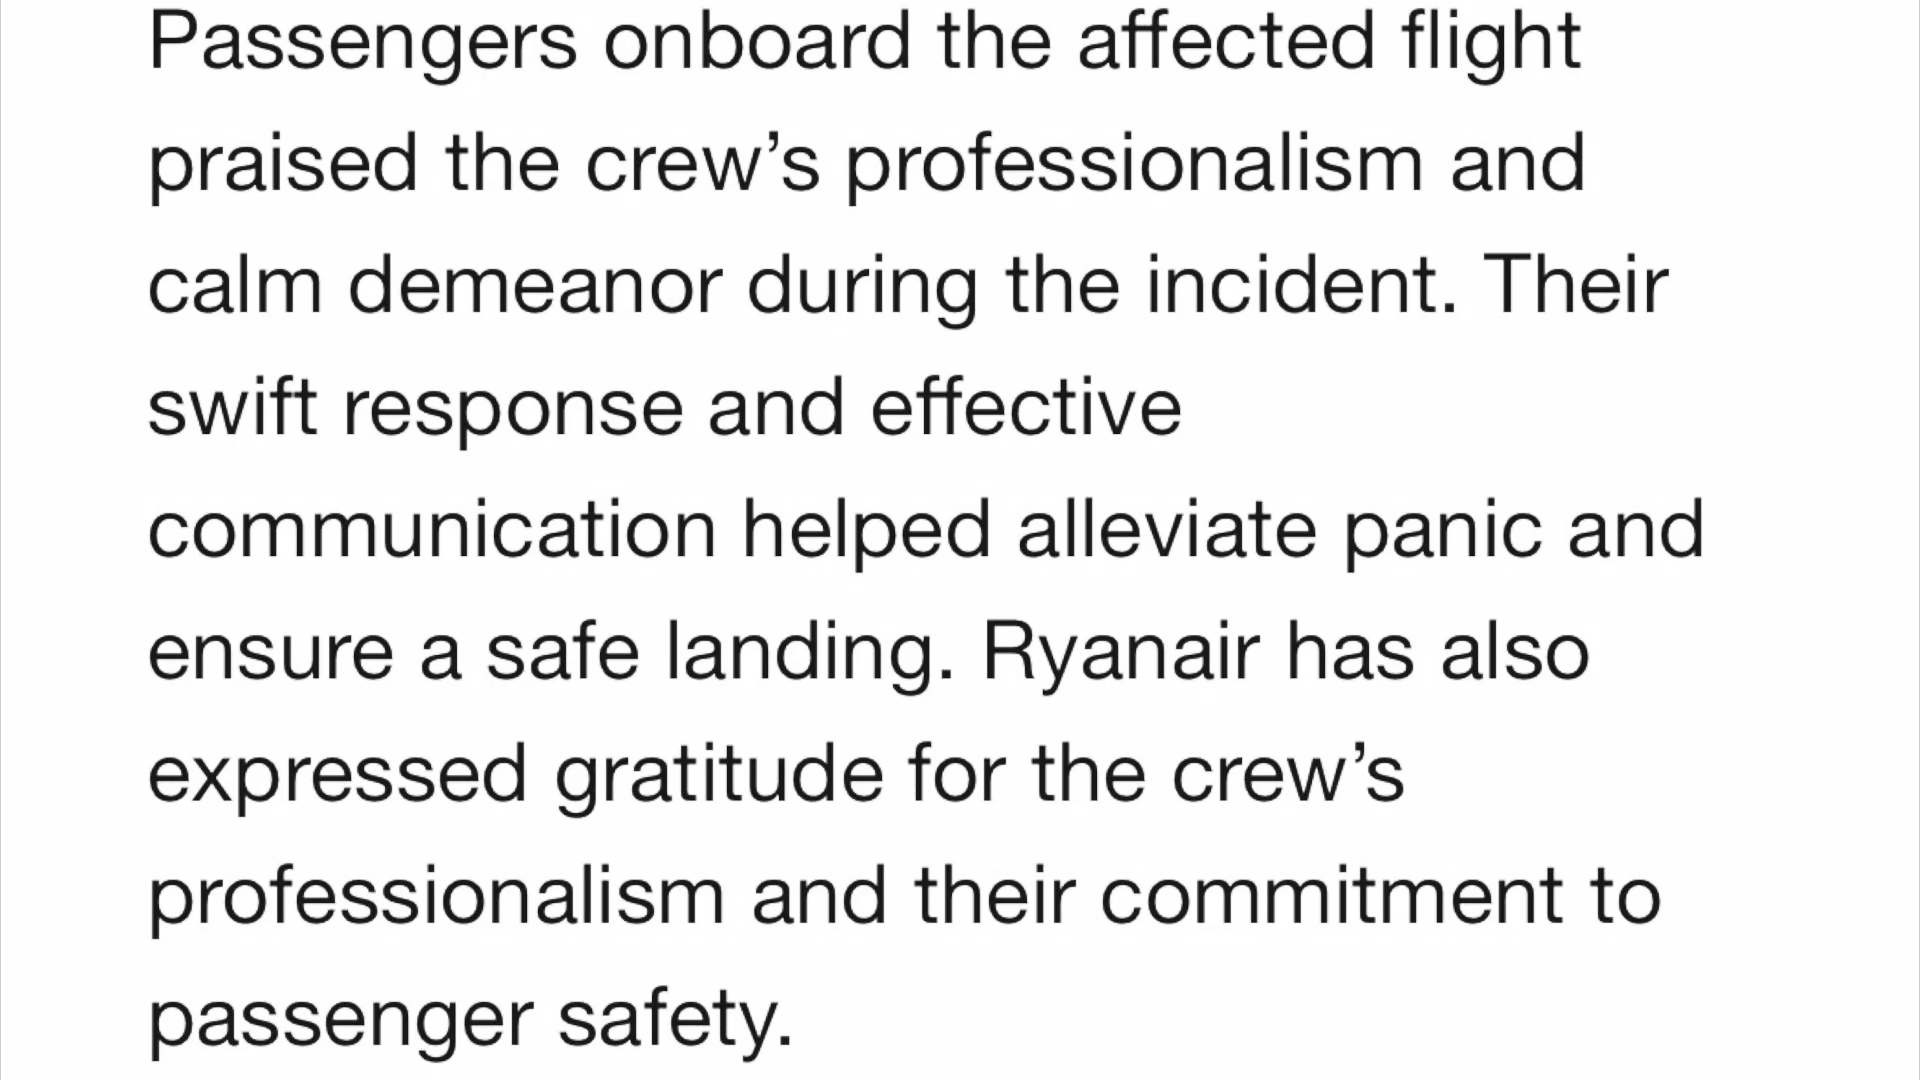 Passengers onboard the affected flight
praised the crew’s professionalism and
calm demeanor during the incident. Their
swift response and effective
communication helped alleviate panic and
ensure a safe landing. Ryanair has also
expressed gratitude for the crew’s
professionalism and their commitment to
passenger safety.